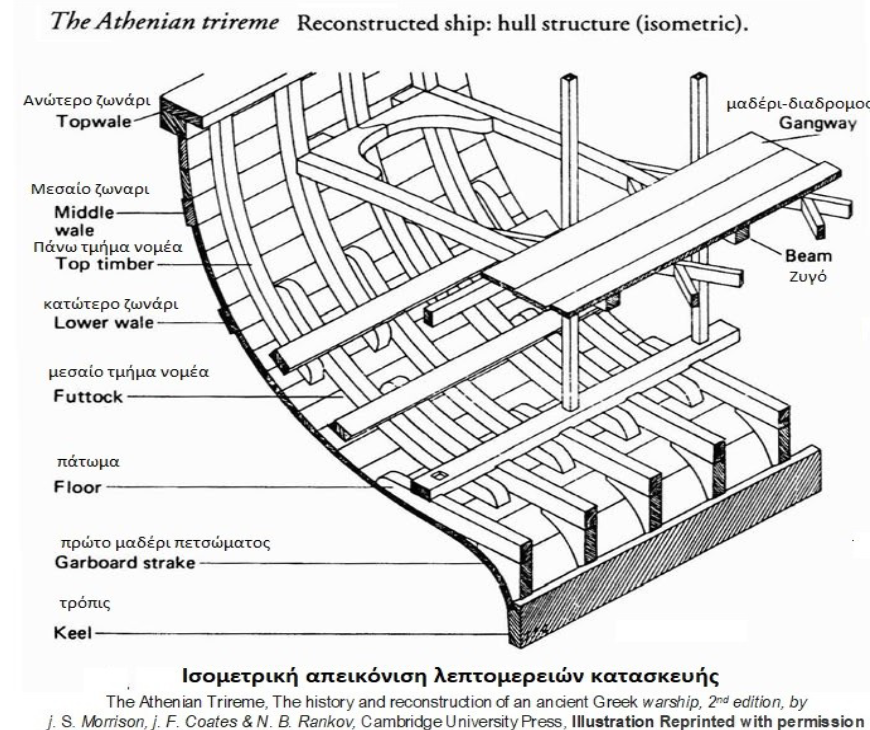 The Athenian trireme Reconstructed ship: hull structure (isometric).
Ανώτερο ζωνάρι
Topwale
μαδέρι-διαδρομος
Gangway
Μεσαίο ζωναρι
Middle
wale
Πάνω τμήμα νομέα
Top timber
Beam
Ζυγό
κατώτερο ζωνάρι
Lower wale
μεσαίο τμήμα νομέα
Futtock
πάτωμα
Floor
πρώτο μαδέρι πετσώματος
Garboard strake
τρόπις
Keel
Ισομετρική απεικόνιση λεπτομερειών κατασκευής
The Athenian Trireme, The history and reconstruction of an ancient Greek warship, 2nd edition, by
j. S. Morrison, j. F. Coates & N. B. Rankov, Cambridge University Press, Illustration Reprinted with permission